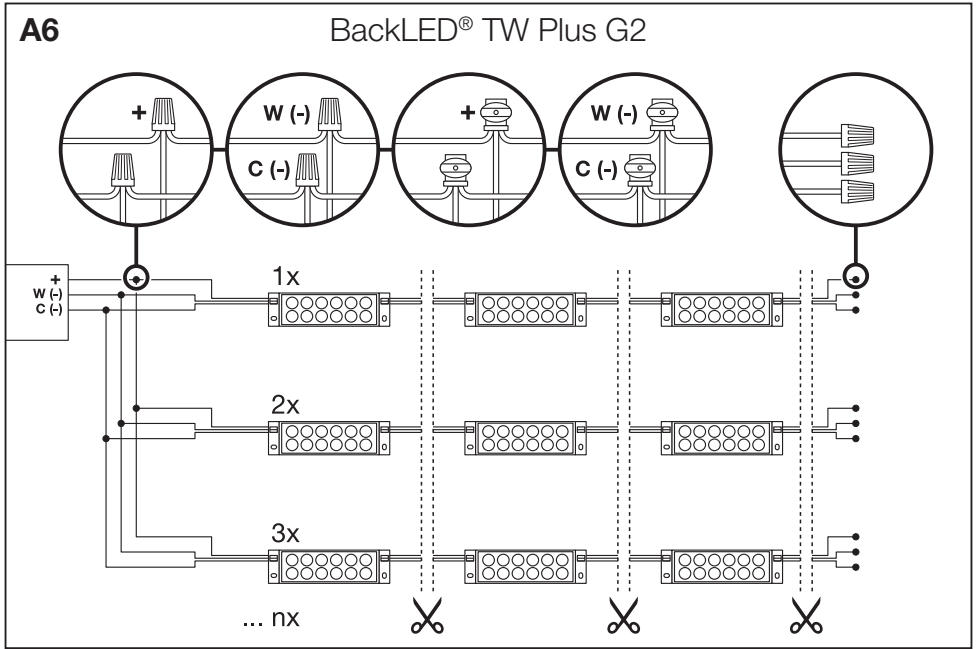 A6
BackLED® TW Plus G2
+
W (-)
C (-)
+
W (-)
C (-)
+
W (-)
C (-)
1x
2x
3x
... nx